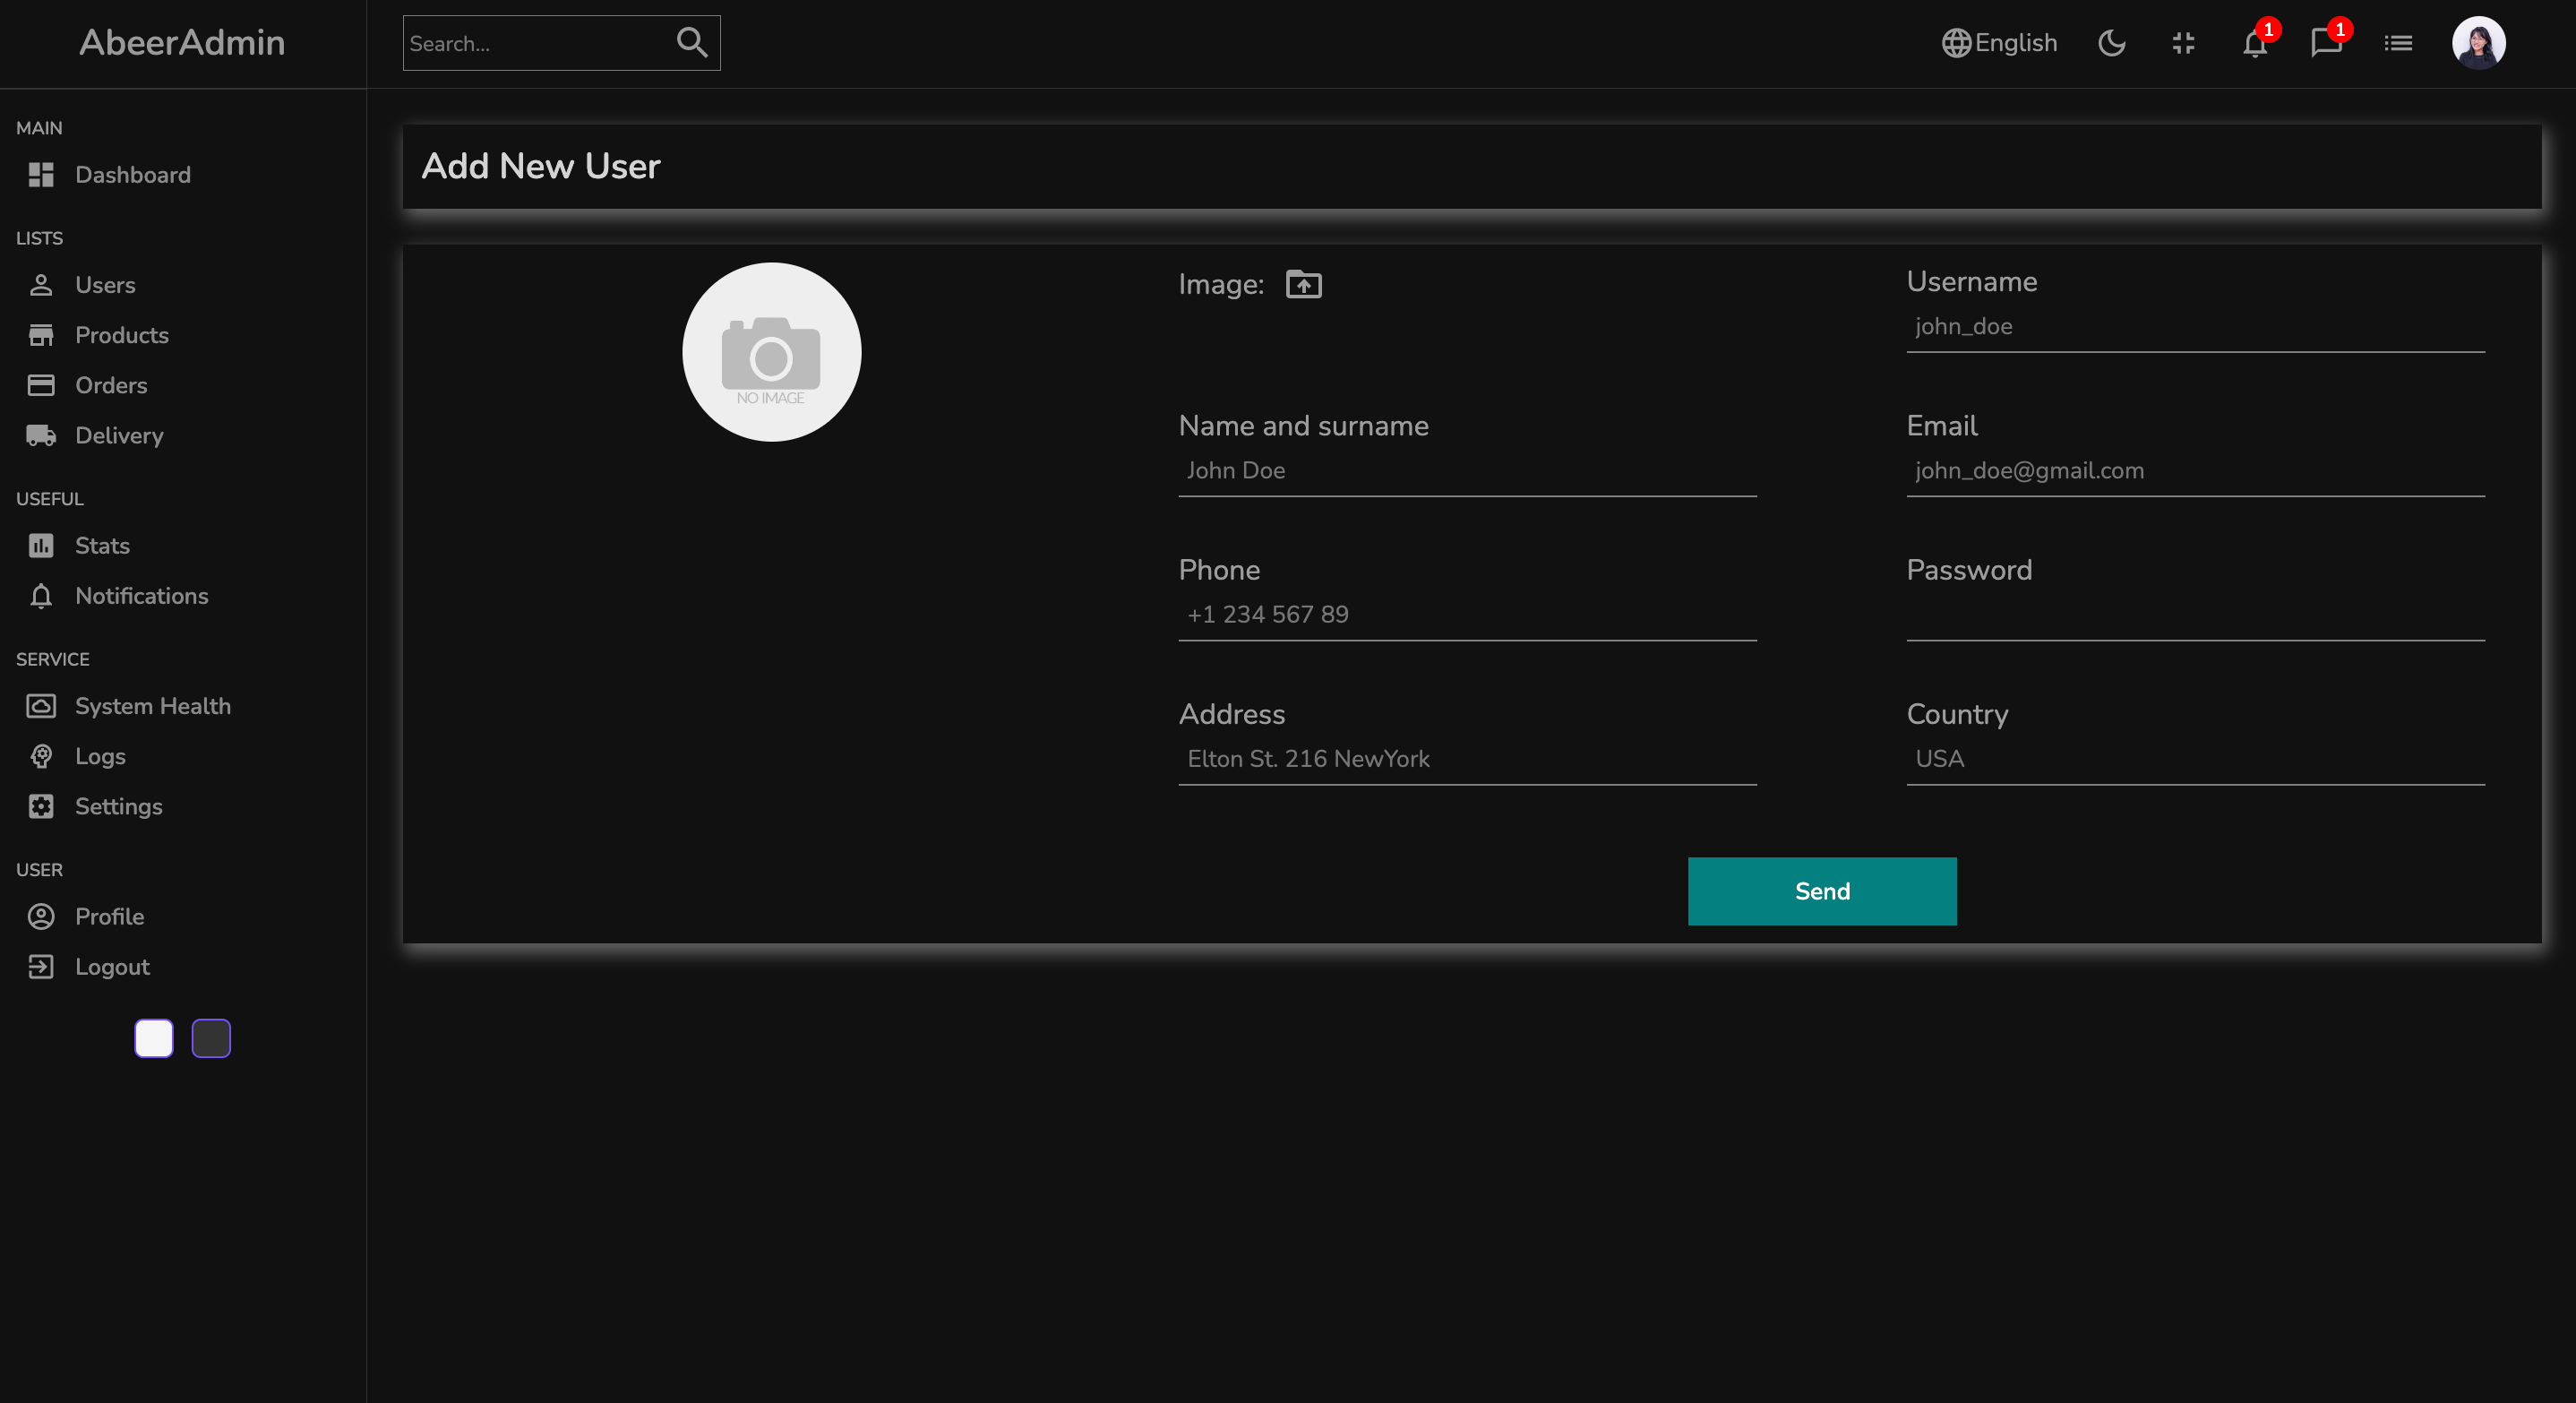 AbeerAdmin
Search...
English
1
1
MAIN
Dashboard
LISTS
Users
Products
Orders
Delivery
USEFUL
Stats
Notifications
SERVICE
System Health
Logs
Settings
USER
Profile
Logout
Add New User
NO IMAGE
Image:
Username
john_doe
Name and surname
John Doe
Email
john_doe@gmail.com
Phone
+1 234 567 89
Password
Address
Elton St. 216 NewYork
Country
USA
Send